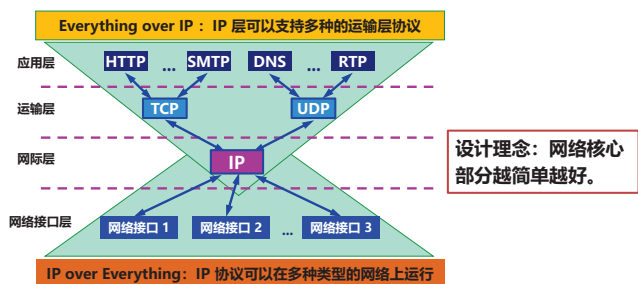 Everything over IP ：IP 层可以支持多种的运输层协议
应用层 HTTP ... SMTP DNS ... RTP
运输层 TCP UDP
网际层 IP
设计理念：网络核心
部分越简单越好。
网络接口层 网络接口 1 网络接口 2 ... 网络接口 3
IP over Everything：IP 协议可以在多种类型的网络上运行